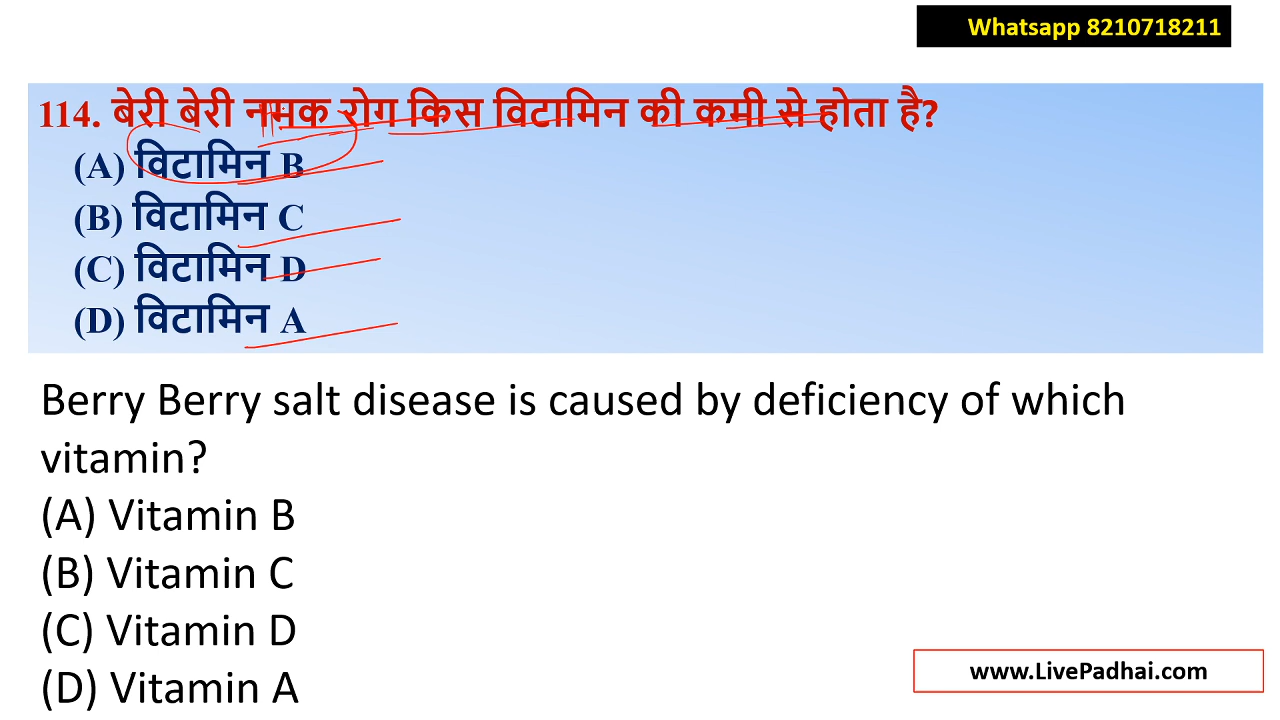 Whatsapp 8210718211
114. बेरी बेरी नमक रोग किस विटामिन की कमी से होता है?
(A) विटामिन B
(B) विटामिन C
(C) विटामिन D
(D) विटामिन A
Berry Berry salt disease is caused by deficiency of which
vitamin?
(A) Vitamin B
(B) Vitamin C
(C) Vitamin D
(D) Vitamin A
www.LivePadhai.com